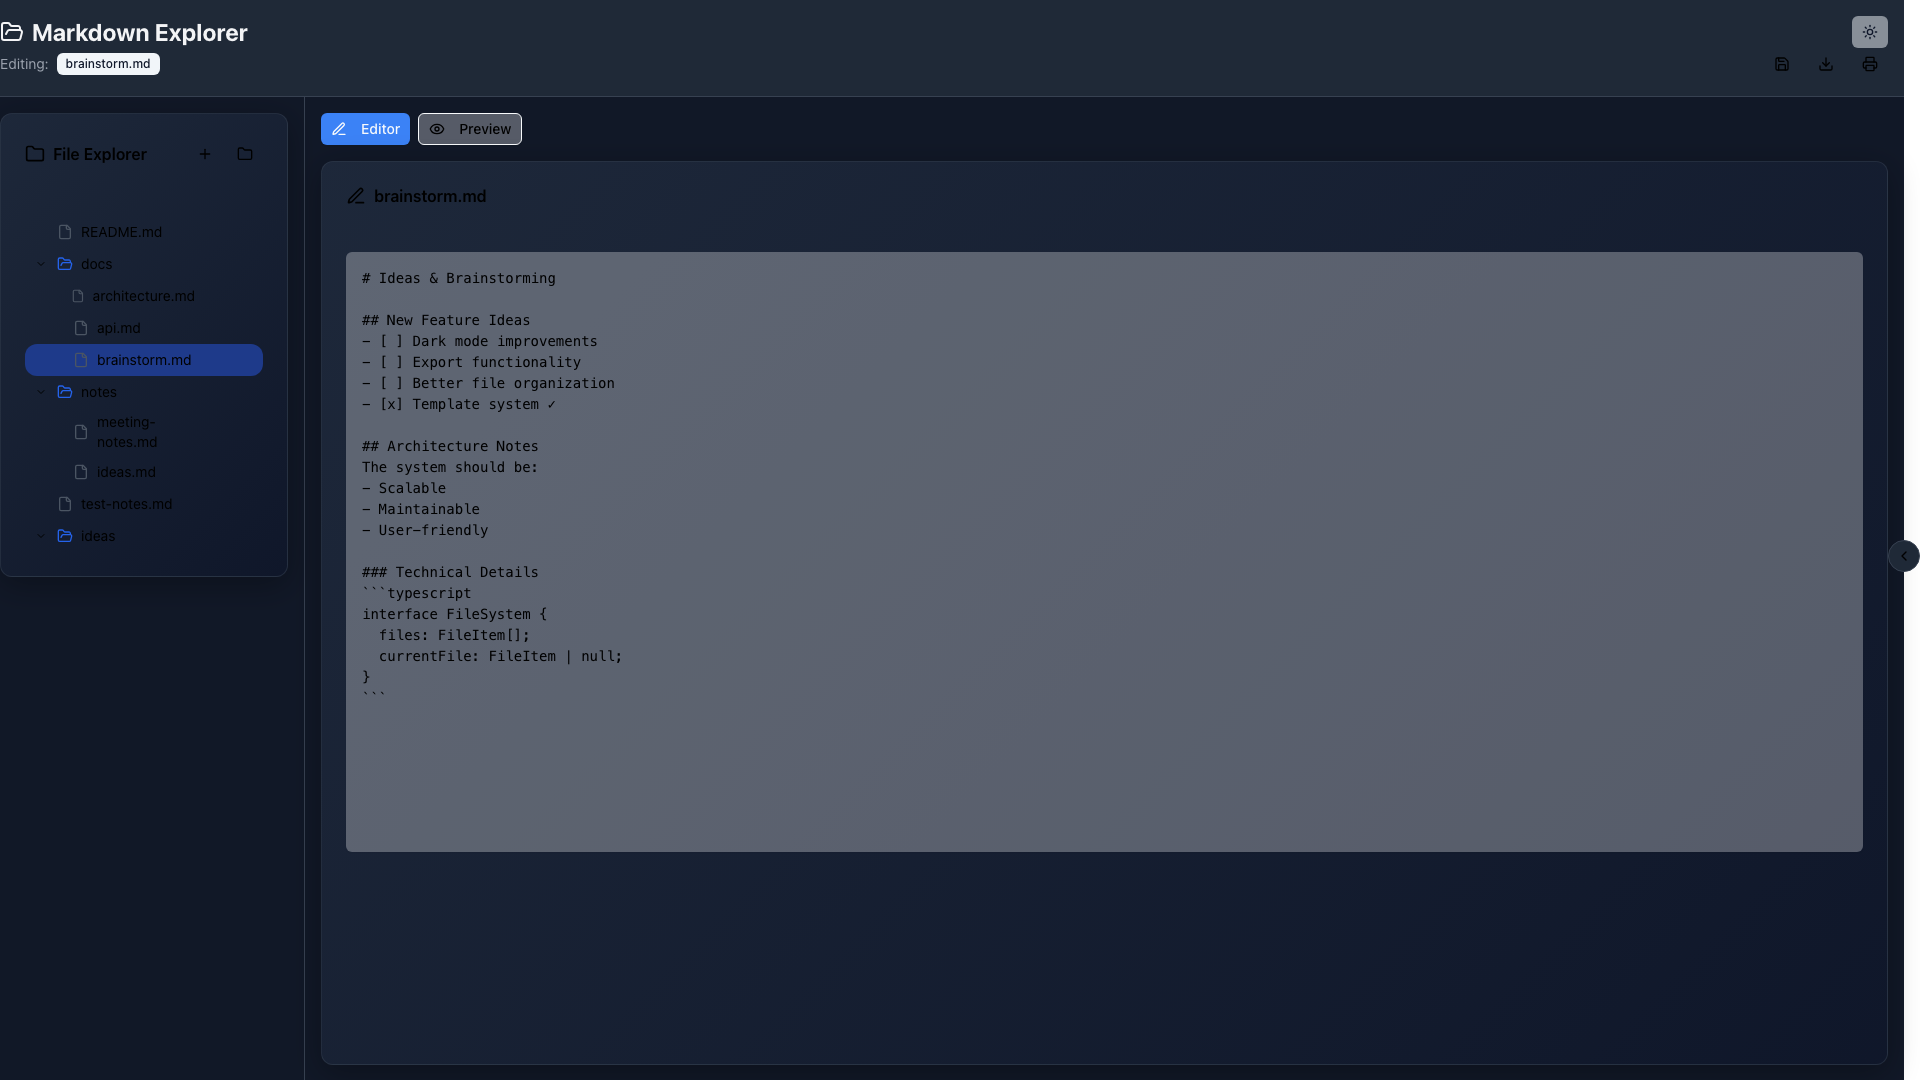 Markdown Explorer
Editing: brainstorm.md
File Explorer
README.md
docs
architecture.md
api.md
brainstorm.md
notes
meeting-
notes.md
ideas.md
test-notes.md
ideas
Editor
Preview
brainstorm.md
# Ideas & Brainstorming
## New Feature Ideas
- [ ] Dark mode improvements
- [ ] Export functionality
- [ ] Better file organization
- [x] Template system ✓
## Architecture Notes
The system should be:
- Scalable
- Maintainable
- User-friendly
### Technical Details
```typescript
interface FileSystem {
  files: FileItem[];
  currentFile: FileItem | null;
}
```